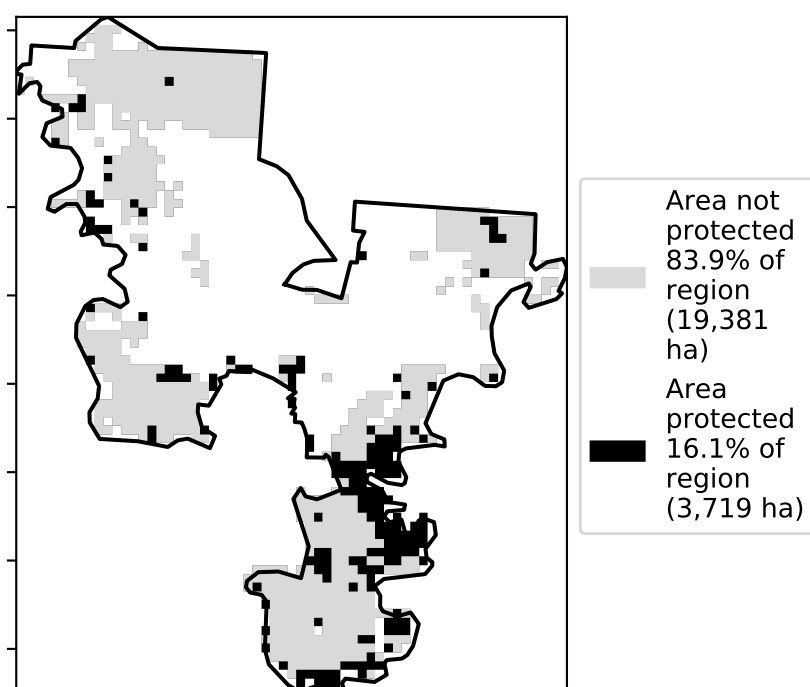 Area not
protected
83.9% of
region
(19,381
ha)
Area
protected
16.1% of
region
(3,719 ha)